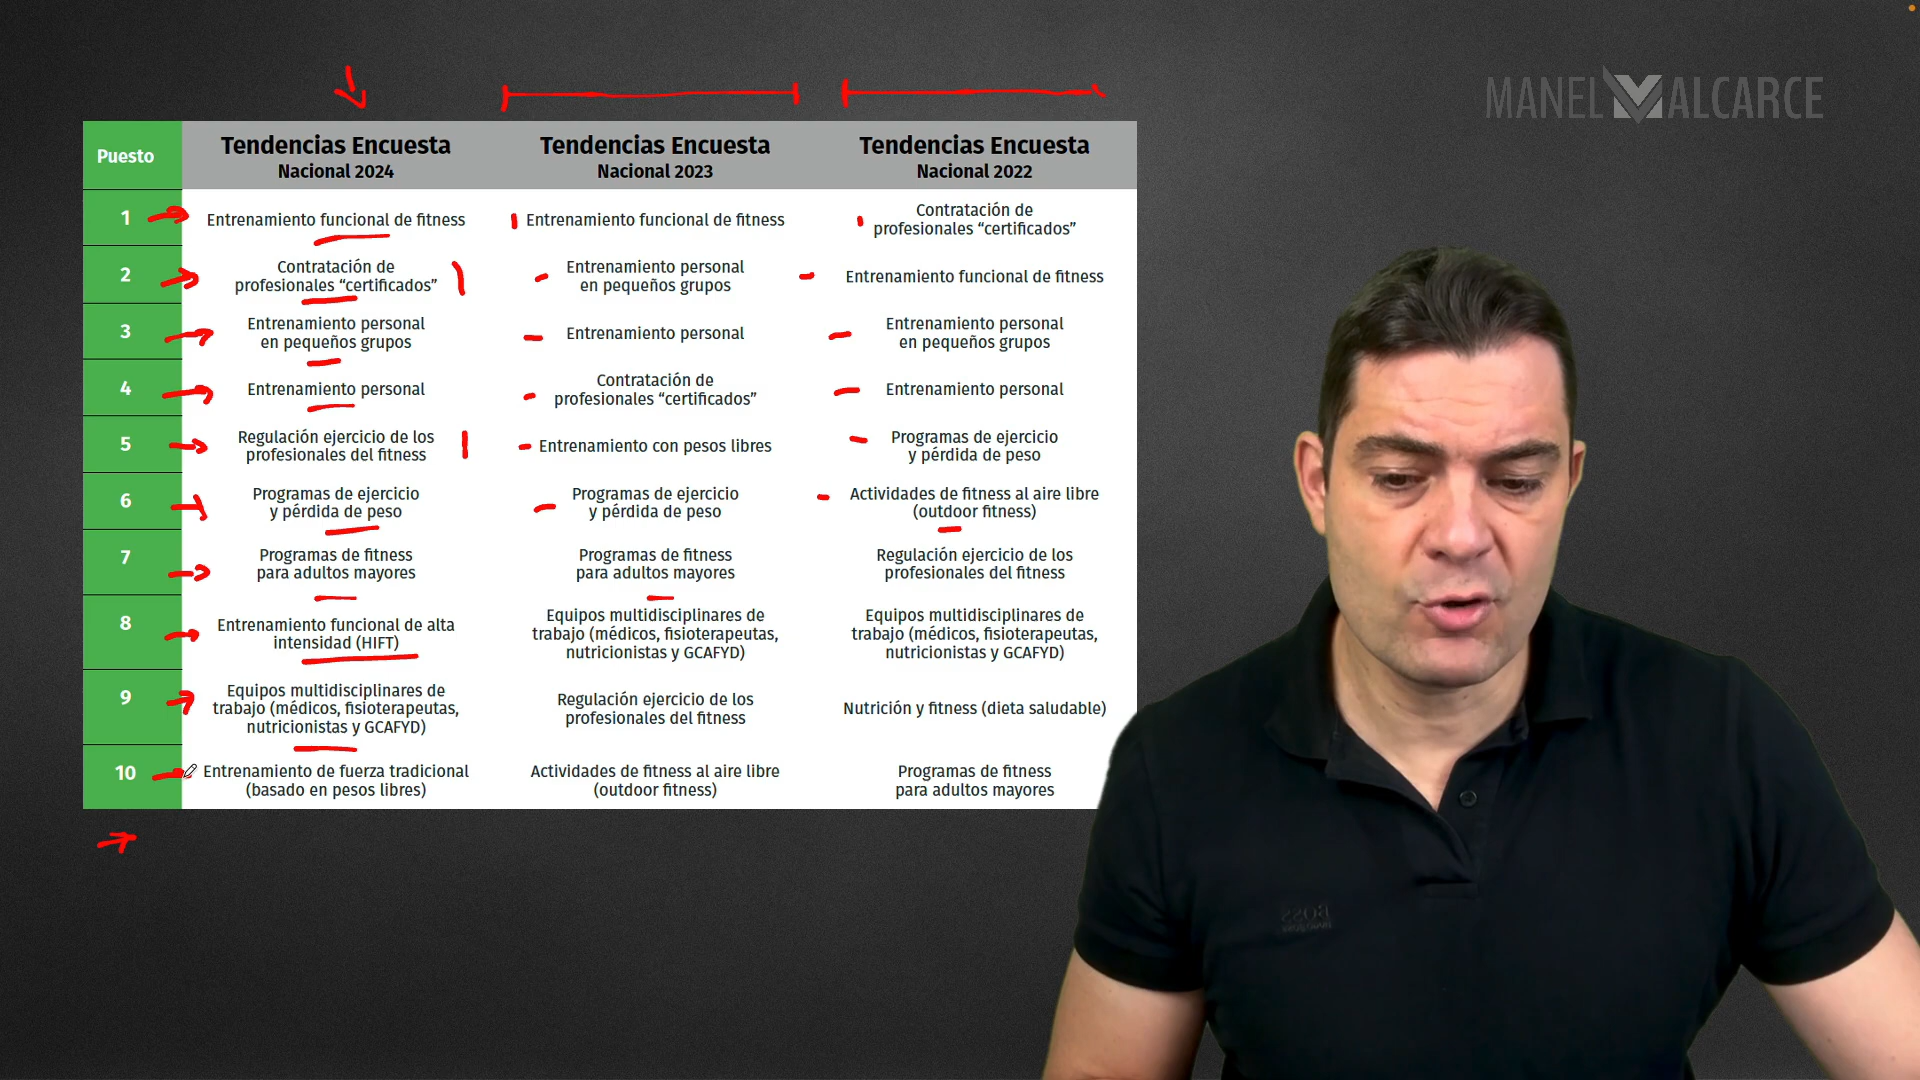 MANEL VALCARCE
Puesto
Tendencias Encuesta
Nacional 2024
Tendencias Encuesta
Nacional 2023
Tendencias Encuesta
Nacional 2022
1
Entrenamiento funcional de fitness
Entrenamiento funcional de fitness
Contratación de
profesionales “certificados”
2
Contratación de
profesionales “certificados”
Entrenamiento personal
en pequeños grupos
Entrenamiento funcional de fitness
3
Entrenamiento personal
en pequeños grupos
Entrenamiento personal
Entrenamiento personal
en pequeños grupos
4
Entrenamiento personal
Contratación de
profesionales “certificados”
Entrenamiento personal
5
Regulación ejercicio de los
profesionales del fitness
Entrenamiento con pesos libres
Programas de ejercicio
y pérdida de peso
6
Programas de ejercicio
y pérdida de peso
Programas de ejercicio
y pérdida de peso
Actividades de fitness al aire libre
(outdoor fitness)
7
Programas de fitness
para adultos mayores
Programas de fitness
para adultos mayores
Regulación ejercicio de los
profesionales del fitness
8
Entrenamiento funcional de alta
intensidad (HIFT)
Equipos multidisciplinares de
trabajo (médicos, fisioterapeutas,
nutricionistas y GCAFYD)
Equipos multidisciplinares de
trabajo (médicos, fisioterapeutas,
nutricionistas y GCAFYD)
9
Equipos multidisciplinares de
trabajo (médicos, fisioterapeutas,
nutricionistas y GCAFYD)
Regulación ejercicio de los
profesionales del fitness
Nutrición y fitness (dieta saludable)
10
Entrenamiento de fuerza tradicional
(basado en pesos libres)
Actividades de fitness al aire libre
(outdoor fitness)
Programas de fitness
para adultos mayores
BOSS